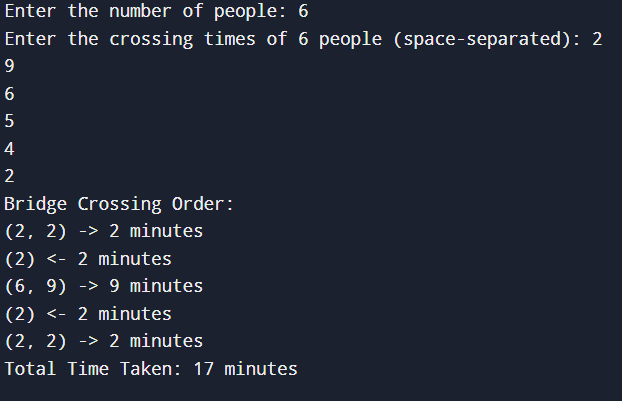 Enter the number of people: 6
Enter the crossing times of 6 people (space-separated): 2
9
6
5
4
2
Bridge Crossing Order:
(2, 2) -> 2 minutes
(2) <- 2 minutes
(6, 9) -> 9 minutes
(2) <- 2 minutes
(2, 2) -> 2 minutes
Total Time Taken: 17 minutes